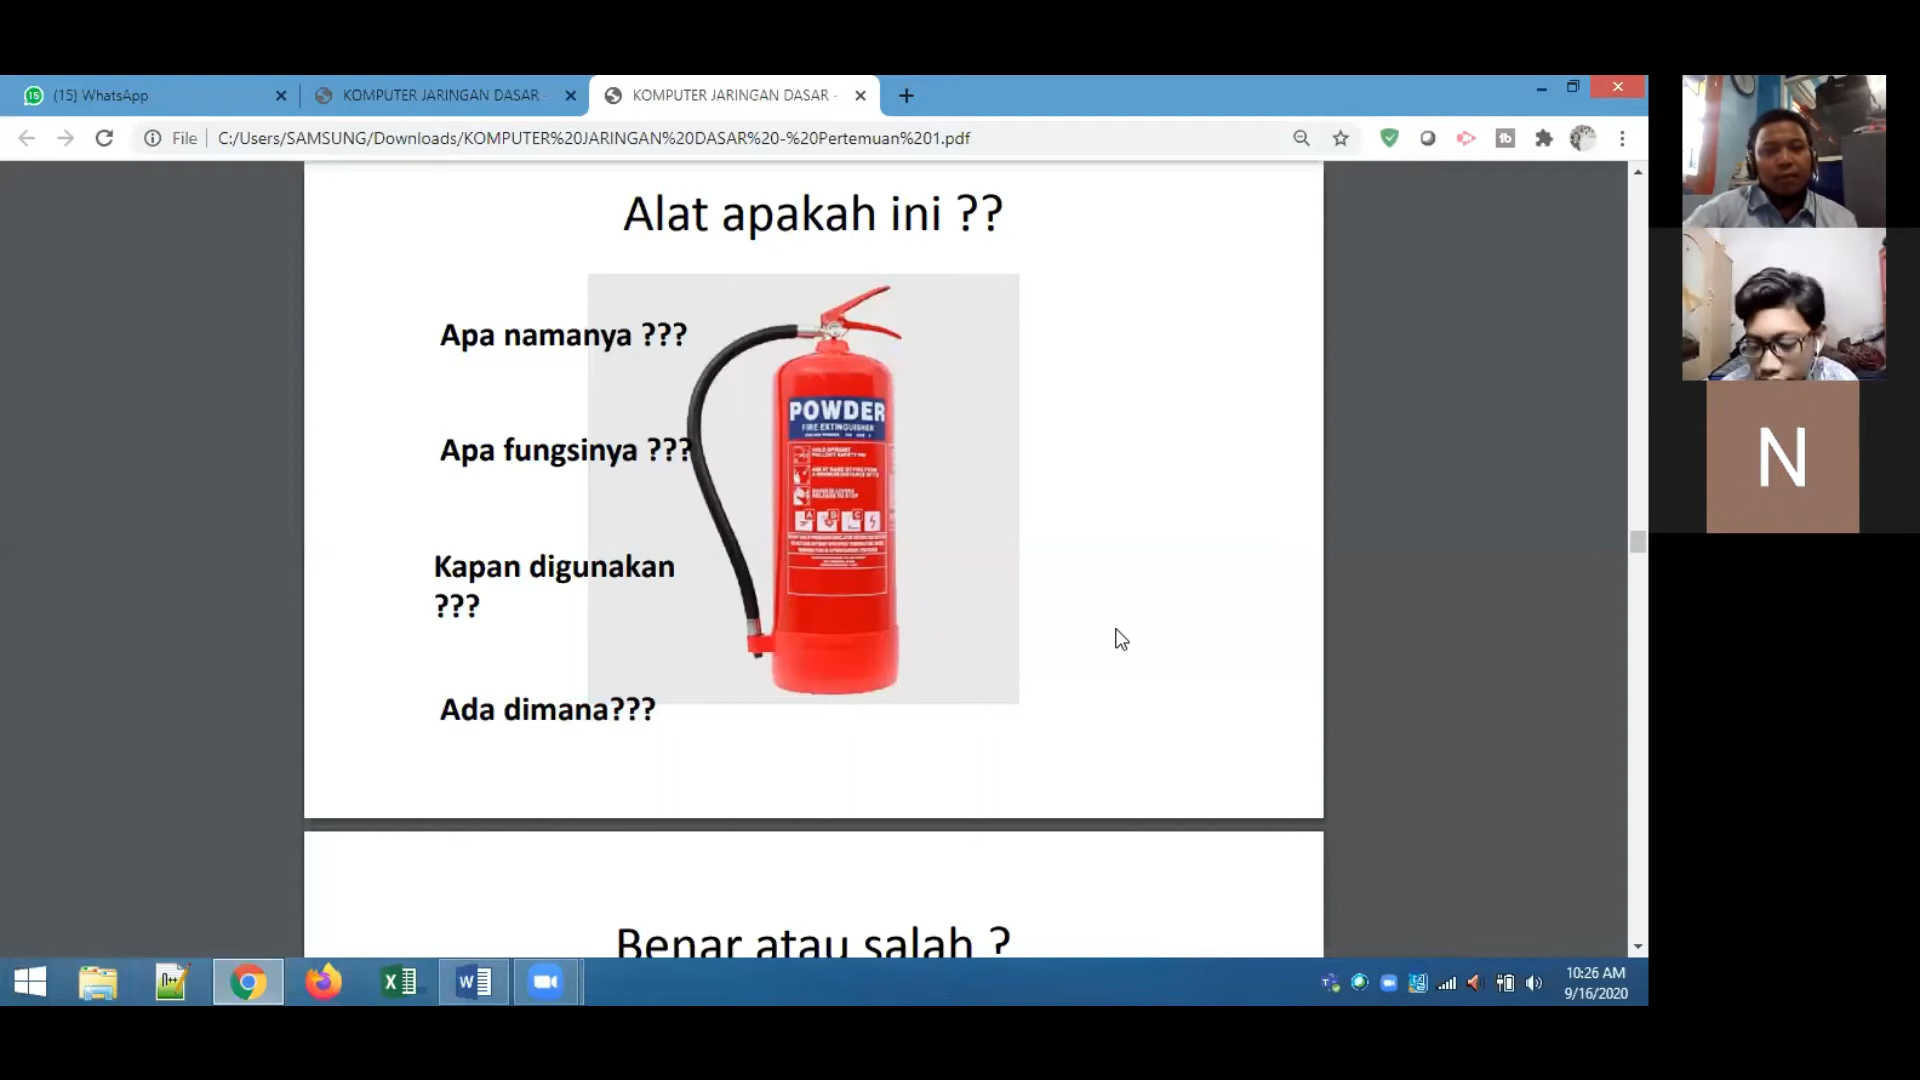 (15) WhatsApp
KOMPUTER JARINGAN DASAR -
KOMPUTER JARINGAN DASAR -
File
C:/Users/SAMSUNG/Downloads/KOMPUTER%20JARINGAN%20DASAR%20-%20Pertemuan%201.pdf
Alat apakah ini ??
Apa namanya ???
Apa fungsinya ???
Kapan digunakan
???
Ada dimana???
POWDER
FIRE EXTINGUISHER
A B C
N
Benar atau salah ?
10:26 AM
9/16/2020